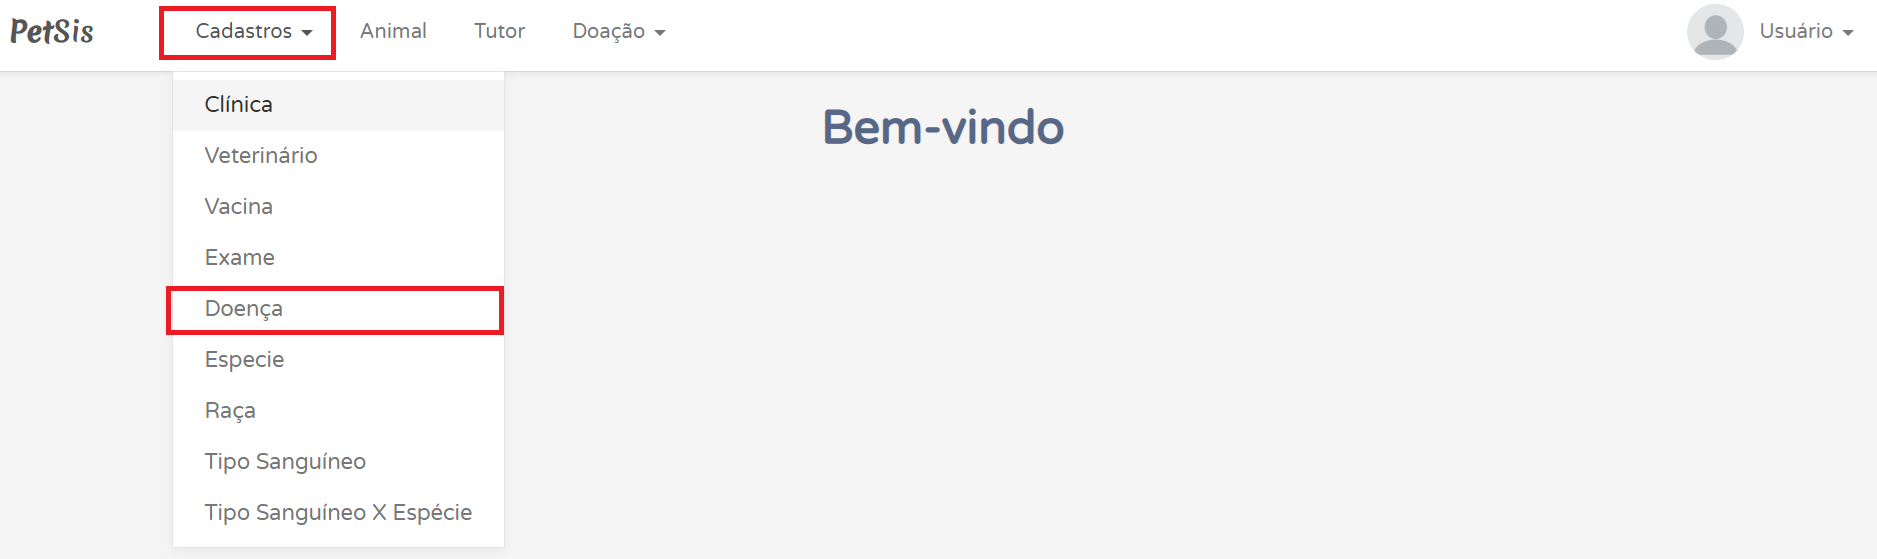 PetSis
Cadastros
Animal
Tutor
Doação
Usuário
Clínica
Veterinário
Vacina
Exame
Doença
Especie
Raça
Tipo Sanguíneo
Tipo Sanguíneo X Espécie
Bem-vindo